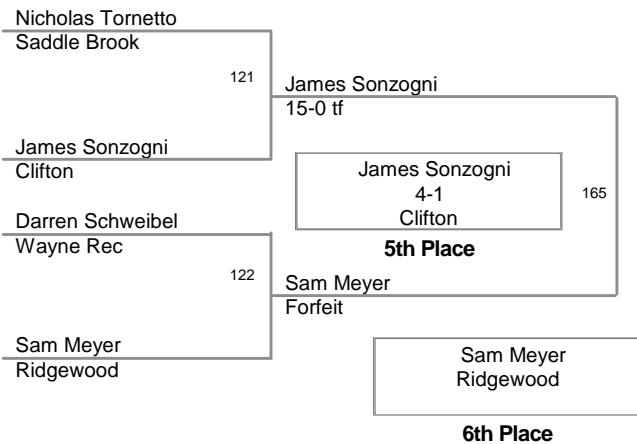 Nicholas Tornetto
Saddle Brook
121
James Sonzogni
15-0 tf
James Sonzogni
Clifton
James Sonzogni
4-1
Clifton
165
5th Place
Darren Schweibel
Wayne Rec
122
Sam Meyer
Forfeit
Sam Meyer
Ridgewood
Sam Meyer
Ridgewood
6th Place